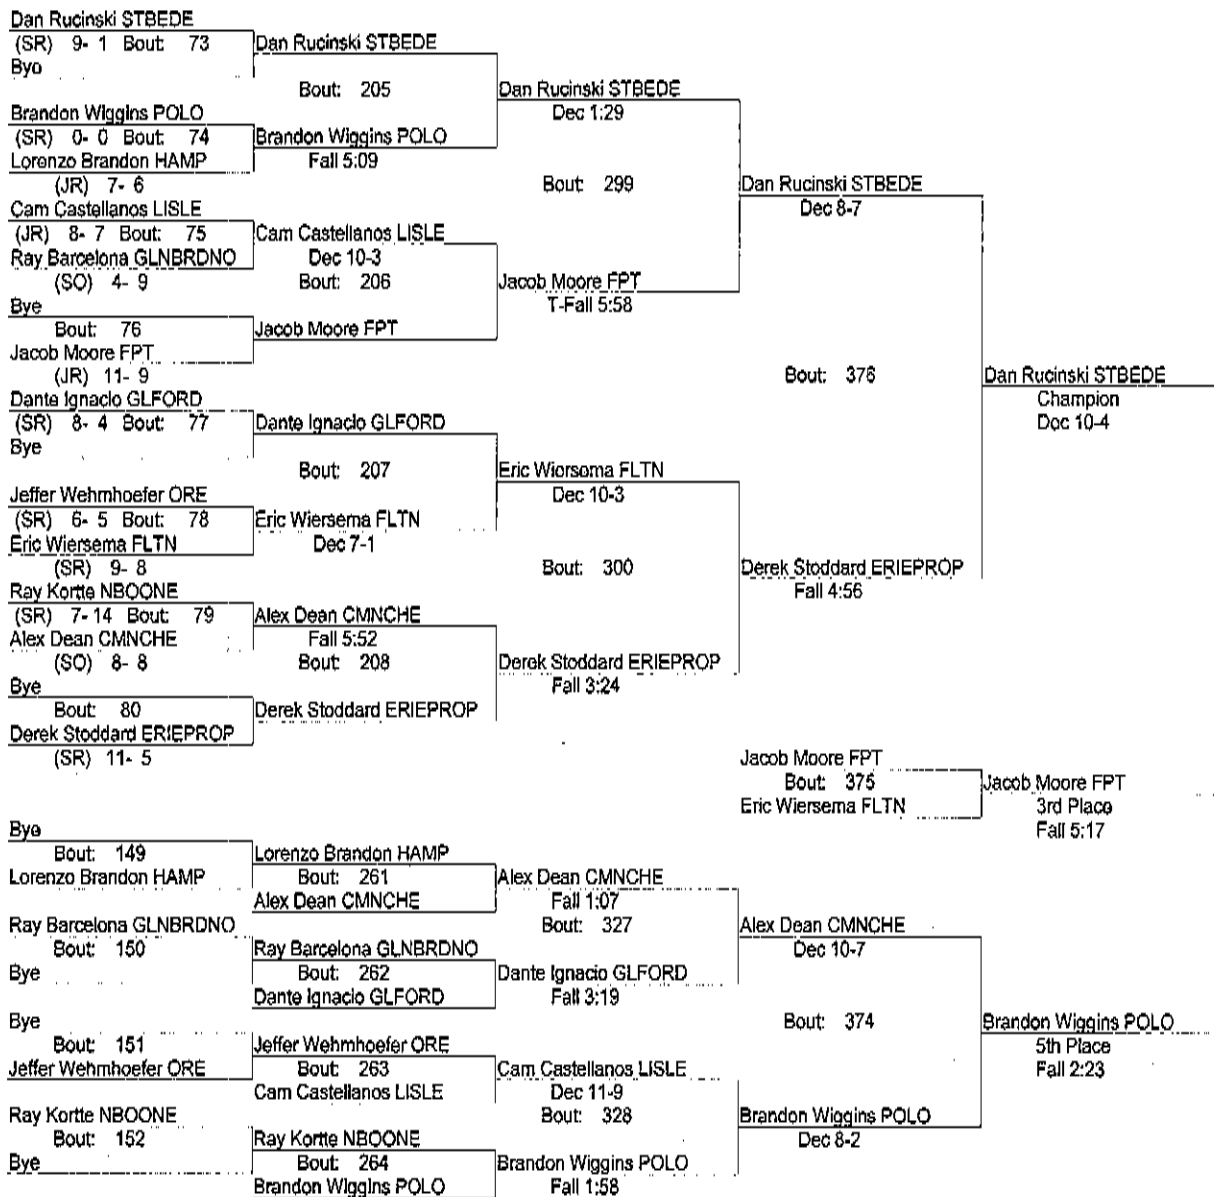 Dan Rucinski STBEDE
(SR) 9- 1 Bout: 73
Byo
Dan Rucinski STBEDE
Bout: 205
Brandon Wiggins POLO
(SR) 0- 0 Bout: 74
Lorenzo Brandon HAMP
(JR) 7- 6
Brandon Wiggins POLO
Fall 5:09
Dan Rucinski STBEDE
Dec 1:29
Bout: 299
Cam Castellanos LISLE
(JR) 8- 7 Bout: 75
Ray Barcelona GLNBRDNO
(SO) 4- 9
Cam Castellanos LISLE
Dec 10-3
Bout: 206
Bye
Bout: 76
Jacob Moore FPT
(JR) 11- 9
Jacob Moore FPT
Jacob Moore FPT
T-Fall 5:58
Dan Rucinski STBEDE
Dec 8-7
Bout: 376
Dan Rucinski STBEDE
Champion
Doc 10-4
Dante Ignacio GLFORD
(SR) 8- 4 Bout: 77
Bye
Dante Ignacio GLFORD
Bout: 207
Jeffer Wehmhoefer ORE
(SR) 6- 5 Bout: 78
Eric Wiersema FLTN
(SR) 9- 8
Eric Wiersema FLTN
Dec 7-1
Eric Wiorsoma FLTN
Dec 10-3
Bout: 300
Ray Kortte NBOONE
(SR) 7- 14 Bout: 79
Alex Dean CMNCHE
(SO) 8- 8
Alex Dean CMNCHE
Fall 5:52
Bout: 208
Bye
Bout: 80
Derek Stoddard ERIEPROP
(SR) 11- 5
Derek Stoddard ERIEPROP
Derek Stoddard ERIEPROP
Fall 3:24
Derek Stoddard ERIEPROP
Fall 4:56
Jacob Moore FPT
Bout: 375
Eric Wiersema FLTN
Jacob Moore FPT
3rd Place
Fall 5:17
Byo
Bout: 149
Lorenzo Brandon HAMP
Lorenzo Brandon HAMP
Bout: 261
Alex Dean CMNCHE
Alex Dean CMNCHE
Fall 1:07
Bout: 327
Ray Barcelona GLNBRDNO
Bout: 150
Bye
Ray Barcelona GLNBRDNO
Bout: 262
Dante Ignacio GLFORD
Dante Ignacio GLFORD
Fall 3:19
Alex Dean CMNCHE
Dec 10-7
Bout: 374
Bye
Bout: 151
Jeffer Wehmhoefer ORE
Jeffer Wehmhoefer ORE
Bout: 263
Cam Castellanos LISLE
Cam Castellanos LISLE
Dec 11-9
Bout: 328
Ray Kortte NBOONE
Bout: 152
Bye
Ray Kortte NBOONE
Bout: 264
Brandon Wiggins POLO
Brandon Wiggins POLO
Fall 1:58
Brandon Wiggins POLO
Dec 8-2
Brandon Wiggins POLO
5th Place
Fall 2:23